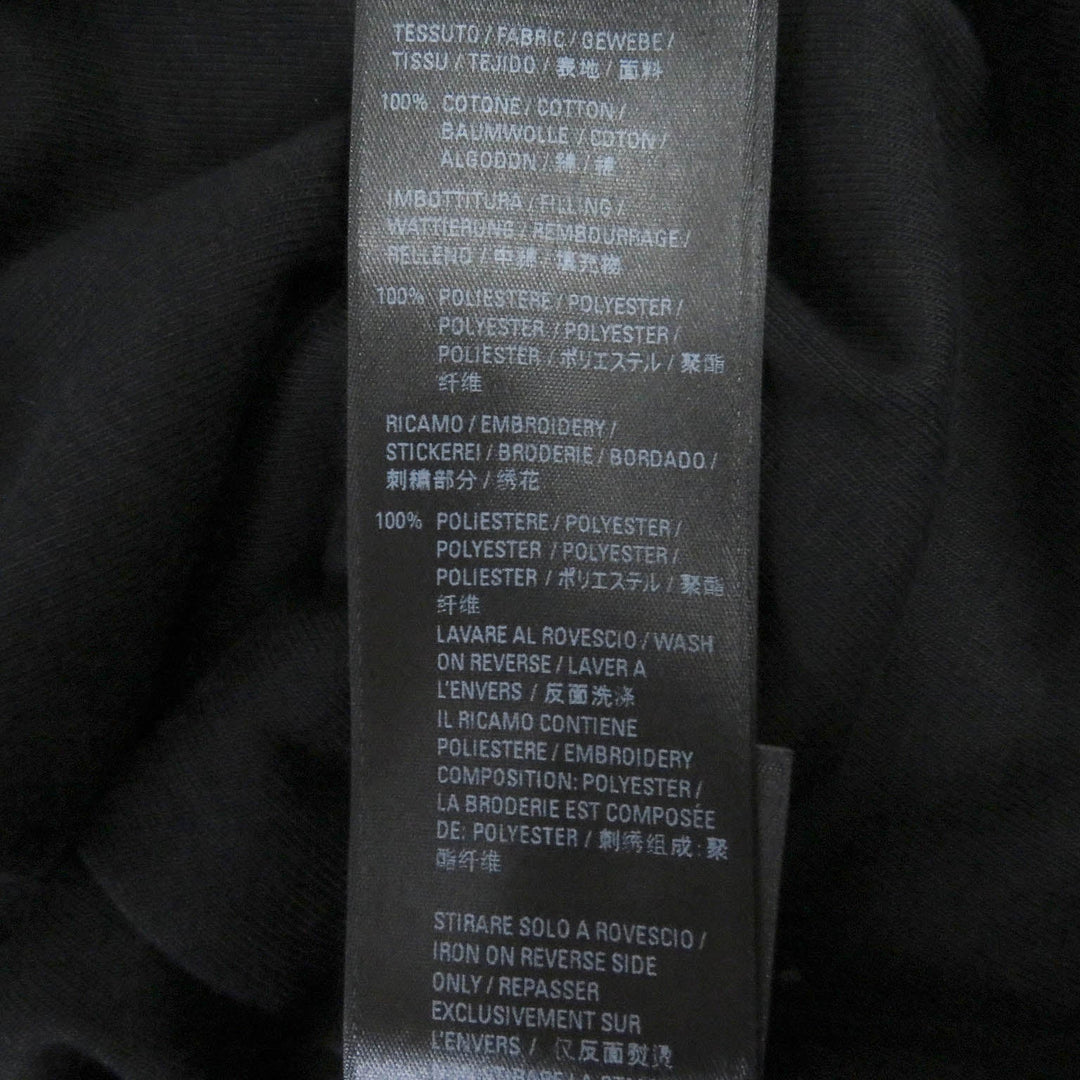 TESSUTO / FABRIC / GEWEBE /
TISSU / TEJIDO / 表地 / 面料
100% COTONE / COTTON /
BAUMWOLLE / COTON /
ALGODON / 綿 / 棉
IMBOTTITURA / FILLING /
WATTIERUNG / REMBOURRAGE /
RELLENO / 中綿 / 填充物
100% POLIESTERE / POLYESTER /
POLYESTER / POLYESTER /
POLIESTER / ポリエステル / 聚酯
纤维
RICAMO / EMBROIDERY /
STICKEREI / BRODERIE / BORDADO /
刺繍部分 / 绣花
100% POLIESTERE / POLYESTER /
POLYESTER / POLYESTER /
POLIESTER / ポリエステル / 聚酯
纤维
LAVARE AL ROVESCIO / WASH
ON REVERSE / LAVER A
L'ENVERS / 反面洗涤
IL RICAMO CONTIENE
POLIESTERE / EMBROIDERY
COMPOSITION: POLYESTER /
LA BRODERIE EST COMPOSÉE
DE: POLYESTER / 刺绣组成: 聚
酯纤维
STIRARE SOLO A ROVESCIO /
IRON ON REVERSE SIDE
ONLY / REPASSER
EXCLUSIVEMENT SUR
L'ENVERS / 仅反面熨烫